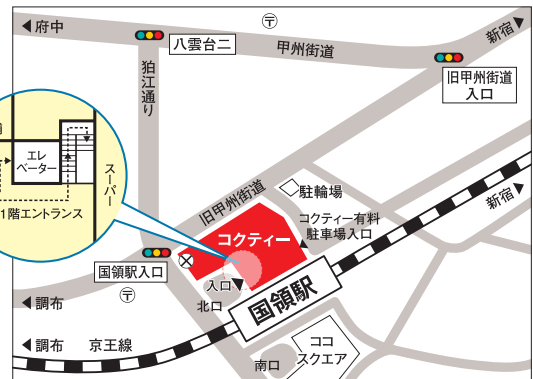 府中
〒
新宿
八雲台二
甲州街道
旧甲州街道
入口
狛江通り
エレ
ベーター
スーパー
1階エントランス
旧甲州街道
駐輪場
新宿
コクティー有料
駐車場入口
コクティー
国領駅入口
入口
北口
国領駅
〒
調布
調布
京王線
南口
ココ
スクエア